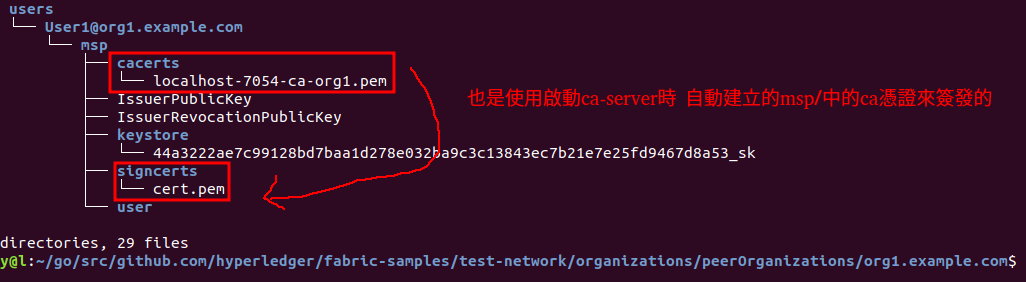 users
└── User1@org1.example.com
    └── msp
        ├── cacerts
        │   └── localhost-7054-ca-org1.pem
        ├── IssuerPublicKey
        ├── IssuerRevocationPublicKey
        ├── keystore
        │   └── 44a3222ae7c99128bd7baa1d278e032ba9c3c13843ec7b21e7e25fd9467d8a53_sk
        ├── signcerts
        │   └── cert.pem
        └── user
也是使用啟動ca-server時 自動建立的msp/中的ca憑證來簽發的
directories, 29 files
y@l:~/go/src/github.com/hyperledger/fabric-samples/test-network/organizations/peerOrganizations/org1.example.com$